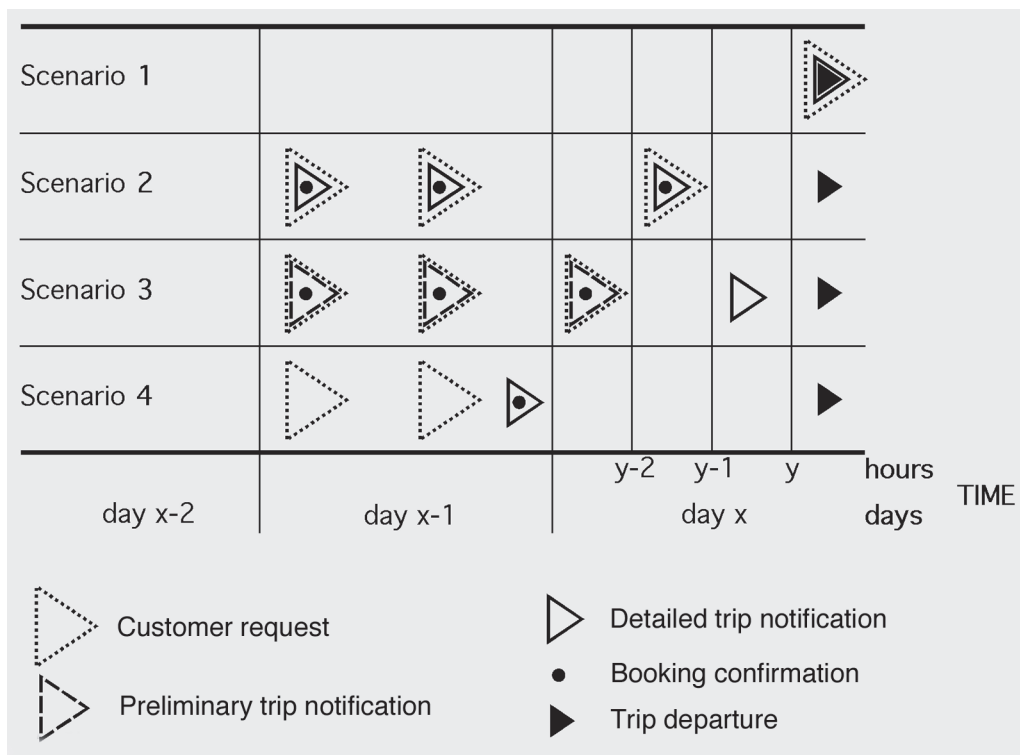 Scenario 1
Scenario 2
Scenario 3
Scenario 4
y-2 y-1 y hours
TIME
day x-2 day x-1 day x days
Customer request
Detailed trip notification
Booking confirmation
Preliminary trip notification
Trip departure